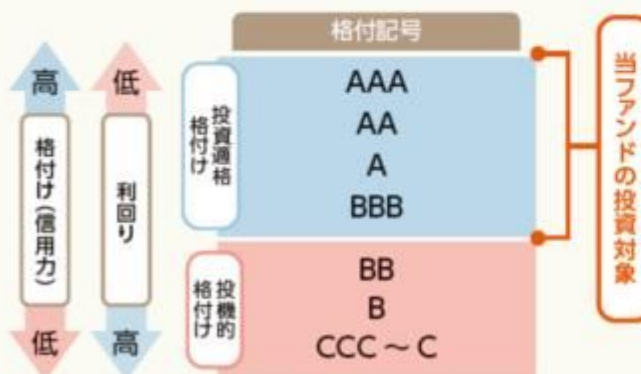 格付記号
高
格付け(信用力)
低
低
利回り
高
投資適格
格付け
AAA
AA
A
BBB
投機的
格付け
BB
B
CCC ～ C
当ファンドの投資対象